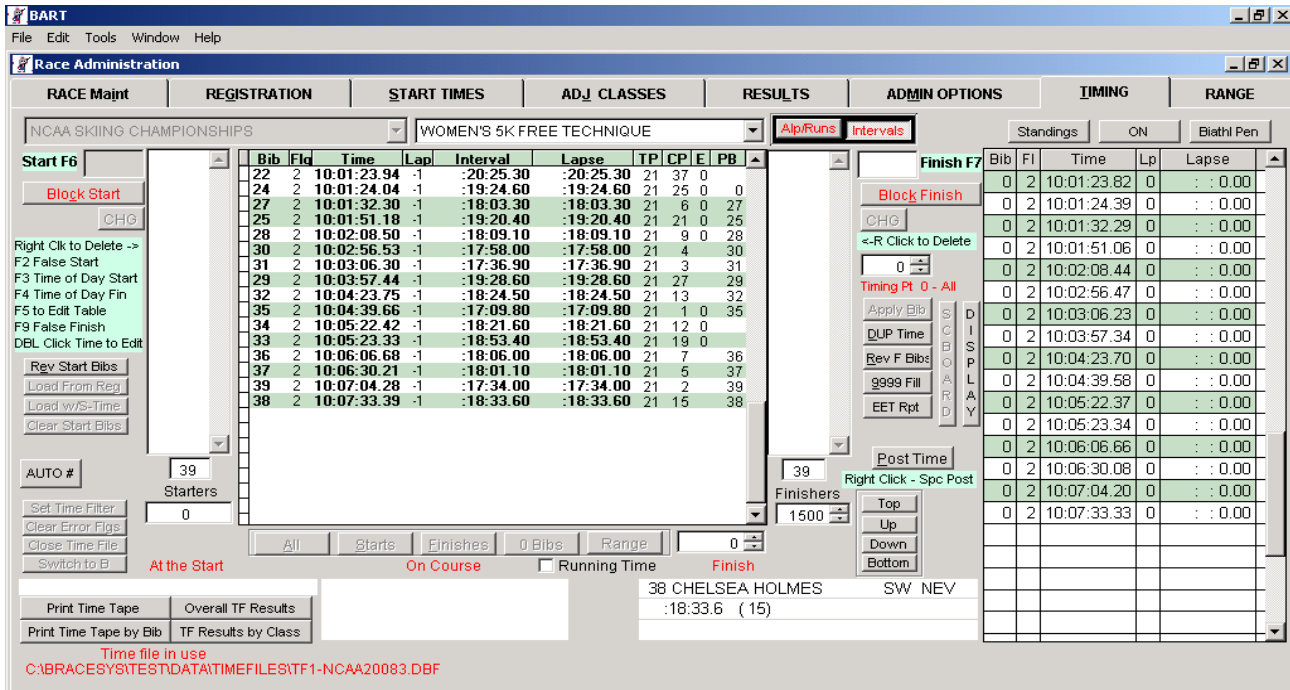 BART
File Edit Tools Window Help
Race Administration
RACE Maint REGISTRATION START TIMES ADJ CLASSES RESULTS ADMIN OPTIONS TIMING RANGE
NCAA SKIING CHAMPIONSHIPS WOMEN'S 5K FREE TECHNIQUE Alp/Runs Intervals Standings ON Biathl Pen
Start F6
Block Start
CHG
Right Clk to Delete ->
F2 False Start
F3 Time of Day Start
F4 Time of Day Fin
F5 to Edit Table
F9 False Finish
DBL Click Time to Edit
Rev Start Bibs
Load From Reg
Load w/S-Time
Clear Start Bibs
AUTO #
39
Starters
0
Set Time Filter
Clear Error Flgs
Close Time File
Switch to B
Bib Flg Time Lap Interval Lapse TP CP E PB
22 2 10:01:23.94 -1 :20:25.30 :20:25.30 21 37 0
24 2 10:01:24.04 -1 :19:24.60 :19:24.60 21 25 0 0
27 2 10:01:32.30 -1 :18:03.30 :18:03.30 21 6 0 27
25 2 10:01:51.18 -1 :19:20.40 :19:20.40 21 21 0 25
28 2 10:02:08.50 -1 :18:09.10 :18:09.10 21 9 0 28
30 2 10:02:56.53 -1 :17:58.00 :17:58.00 21 4 30
31 2 10:03:06.30 -1 :17:36.90 :17:36.90 21 3 31
29 2 10:03:57.44 -1 :19:28.60 :19:28.60 21 27 29
32 2 10:04:23.75 -1 :18:24.50 :18:24.50 21 13 32
35 2 10:04:39.66 -1 :17:09.80 :17:09.80 21 1 0 35
34 2 10:05:22.42 -1 :18:21.60 :18:21.60 21 12 0
33 2 10:05:23.33 -1 :18:53.40 :18:53.40 21 19 0
36 2 10:06:06.68 -1 :18:06.00 :18:06.00 21 7 36
37 2 10:06:30.21 -1 :18:01.10 :18:01.10 21 5 37
39 2 10:07:04.28 -1 :17:34.00 :17:34.00 21 2 39
38 2 10:07:33.39 -1 :18:33.60 :18:33.60 21 15 38
All Starts Finishes 0 Bibs Range 0
At the Start On Course Running Time Finish
Finish F7
Block Finish
CHG
<-R Click to Delete
0
Timing Pt 0 - All
Apply Bib
DUP Time
Rev F Bibs
9999 Fill
EET Rpt
SCBOARD
DISPLAY
Post Time
39
Right Click - Spc Post
Finishers
1500
Top
Up
Down
Bottom
Bib Fl Time Lp Lapse
0 2 10:01:23.82 0 : : 0.00
0 2 10:01:24.39 0 : : 0.00
0 2 10:01:32.29 0 : : 0.00
0 2 10:01:51.06 0 : : 0.00
0 2 10:02:08.44 0 : : 0.00
0 2 10:02:56.47 0 : : 0.00
0 2 10:03:06.23 0 : : 0.00
0 2 10:03:57.34 0 : : 0.00
0 2 10:04:23.70 0 : : 0.00
0 2 10:04:39.58 0 : : 0.00
0 2 10:05:22.37 0 : : 0.00
0 2 10:05:23.34 0 : : 0.00
0 2 10:06:06.66 0 : : 0.00
0 2 10:06:30.08 0 : : 0.00
0 2 10:07:04.20 0 : : 0.00
0 2 10:07:33.33 0 : : 0.00
38 CHELSEA HOLMES SW NEV
:18:33.6 ( 15)
Print Time Tape Overall TF Results
Print Time Tape by Bib TF Results by Class
Time file in use
C:\BRACESYS\TEST\DATA\TIMEFILES\TF1-NCAA20083.DBF